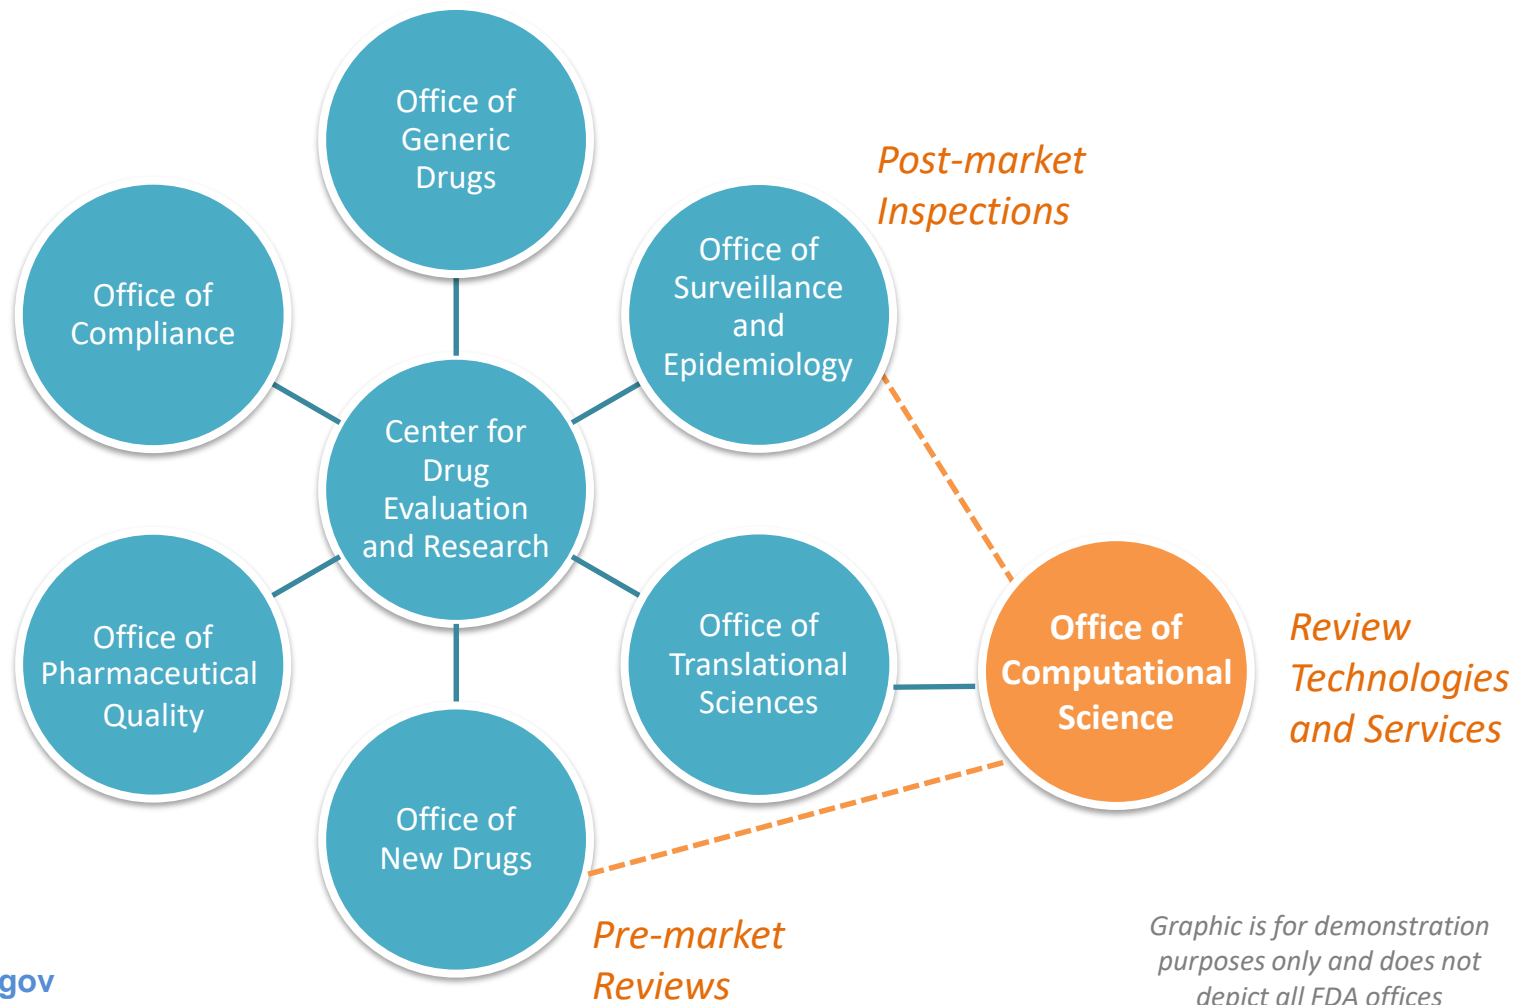 Office of
Generic
Drugs
Post-market
Inspections
Office of
Surveillance
and
Epidemiology
Office of
Compliance
Center for
Drug
Evaluation
and Research
Office of
Pharmaceutical
Quality
Office of
Translational
Sciences
Office of
Computational
Science
Review
Technologies
and Services
Office of
New Drugs
Pre-market
Reviews
Graphic is for demonstration
purposes only and does not
depict all FDA offices
gov